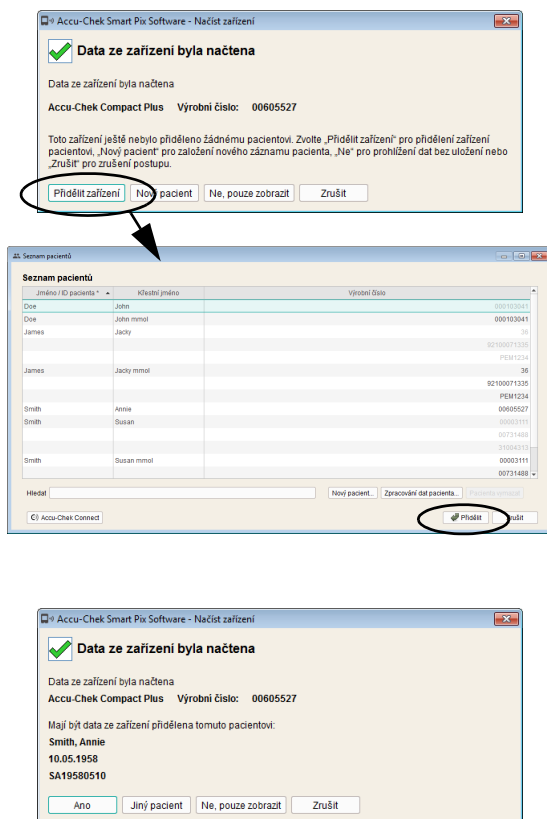 Accu-Chek Smart Pix Software - Načíst zařízení
Data ze zařízení byla načtena
Data ze zařízení byla načtena
Accu-Chek Compact Plus Výrobní číslo: 00605527
Toto zařízení ještě nebylo přiděleno žádnému pacientovi. Zvolte „Přidělit zařízení“ pro přidělení zařízení
pacientovi, „Nový pacient“ pro založení nového záznamu pacienta, „Ne“ pro prohlížení dat bez uložení nebo
„Zrušit“ pro zrušení postupu.
Přidělit zařízení Nový pacient Ne, pouze zobrazit Zrušit
Seznam pacientů
Seznam pacientů
Jméno / ID pacienta * Křestní jméno Výrobní číslo
Doe John 000103041
Doe John mmol 000103041
James Jacky 36
92100071335
PEM1234
James Jacky mmol 36
92100071335
PEM1234
Smith Annie 00605527
Smith Susan 00003111
00731488
31004313
Smith Susan mmol 00003111
00731488
Hledat Nový pacient... Zpracování dat pacienta... Pacienta vymazat
Accu-Chek Connect Přidělit Zrušit
Accu-Chek Smart Pix Software - Načíst zařízení
Data ze zařízení byla načtena
Data ze zařízení byla načtena
Accu-Chek Compact Plus Výrobní číslo: 00605527
Mají být data ze zařízení přidělena tomuto pacientovi:
Smith, Annie
10.05.1958
SA19580510
Ano Jiný pacient Ne, pouze zobrazit Zrušit